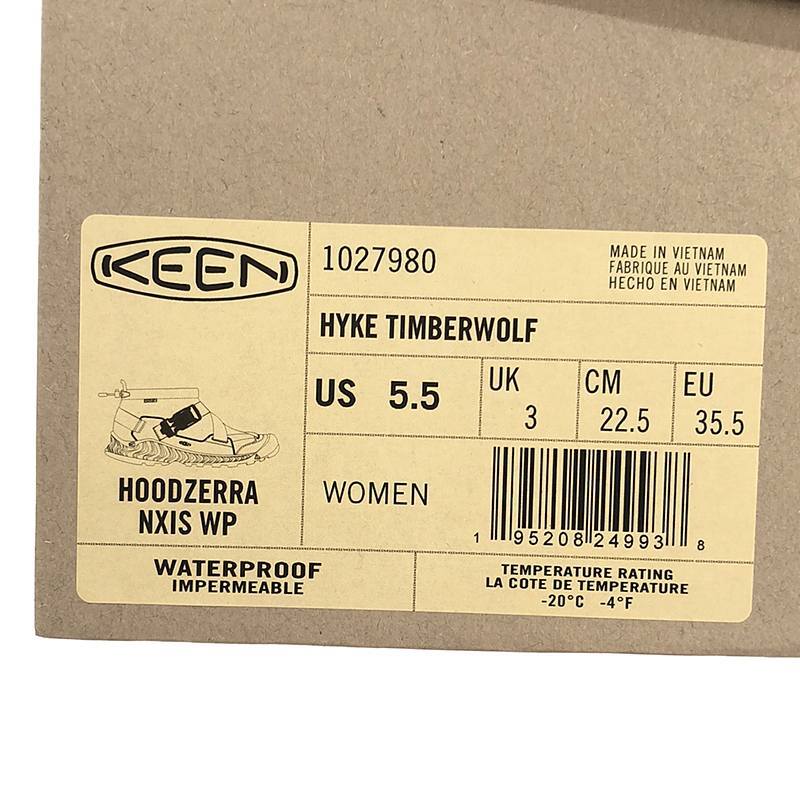 KEEN
1027980
MADE IN VIETNAM
FABRIQUE AU VIETNAM
HECHO EN VIETNAM
HYKE TIMBERWOLF
US 5.5
UK
3
CM
22.5
EU
35.5
HOODZERRA
NXIS WP
WOMEN
1 95208 24993 8
WATERPROOF
IMPERMEABLE
TEMPERATURE RATING
LA COTE DE TEMPERATURE
-20°C -4°F